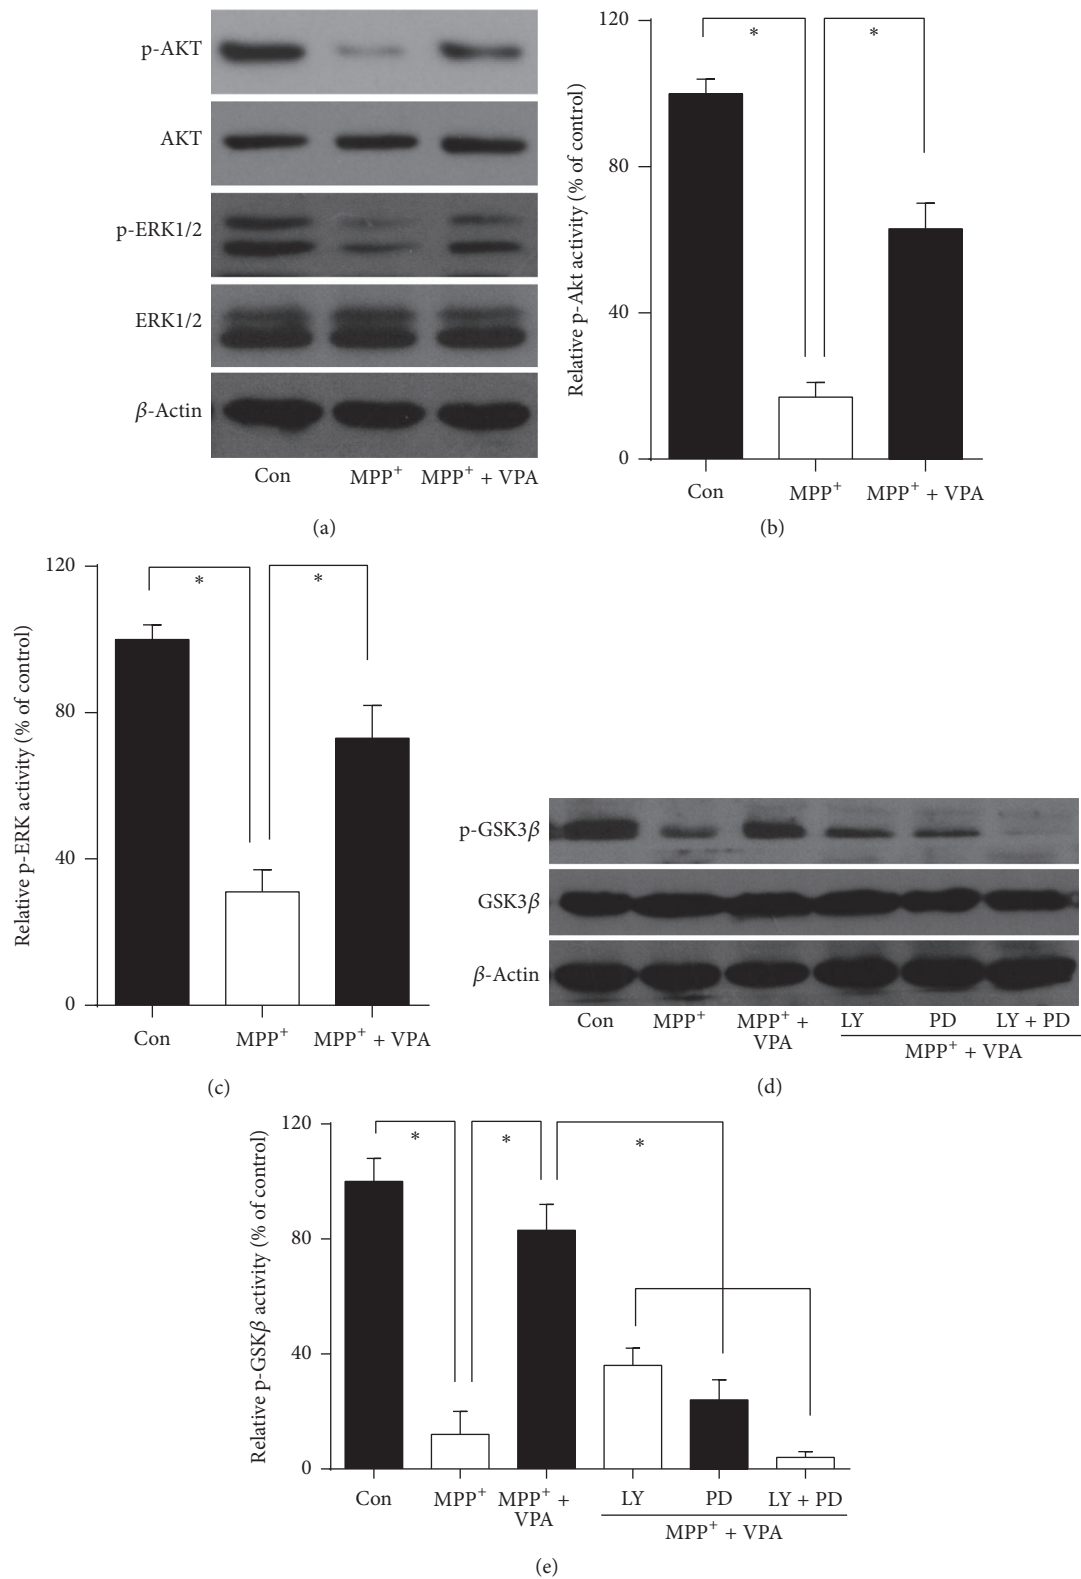 p-AKT
AKT
p-ERK1/2
ERK1/2
β-Actin
Con MPP⁺ MPP⁺ + VPA
(a)
Relative p-Akt activity (% of control)
120
80
40
0
* *
Con MPP⁺ MPP⁺ + VPA
(b)
Relative p-ERK activity (% of control)
120
80
40
0
* *
Con MPP⁺ MPP⁺ + VPA
(c)
p-GSK3β
GSK3β
β-Actin
Con MPP⁺ MPP⁺ + LY PD LY + PD
VPA
MPP⁺ + VPA
(d)
Relative p-GSKβ activity (% of control)
120
80
40
0
* * *
Con MPP⁺ MPP⁺ + LY PD LY + PD
VPA
MPP⁺ + VPA
(e)